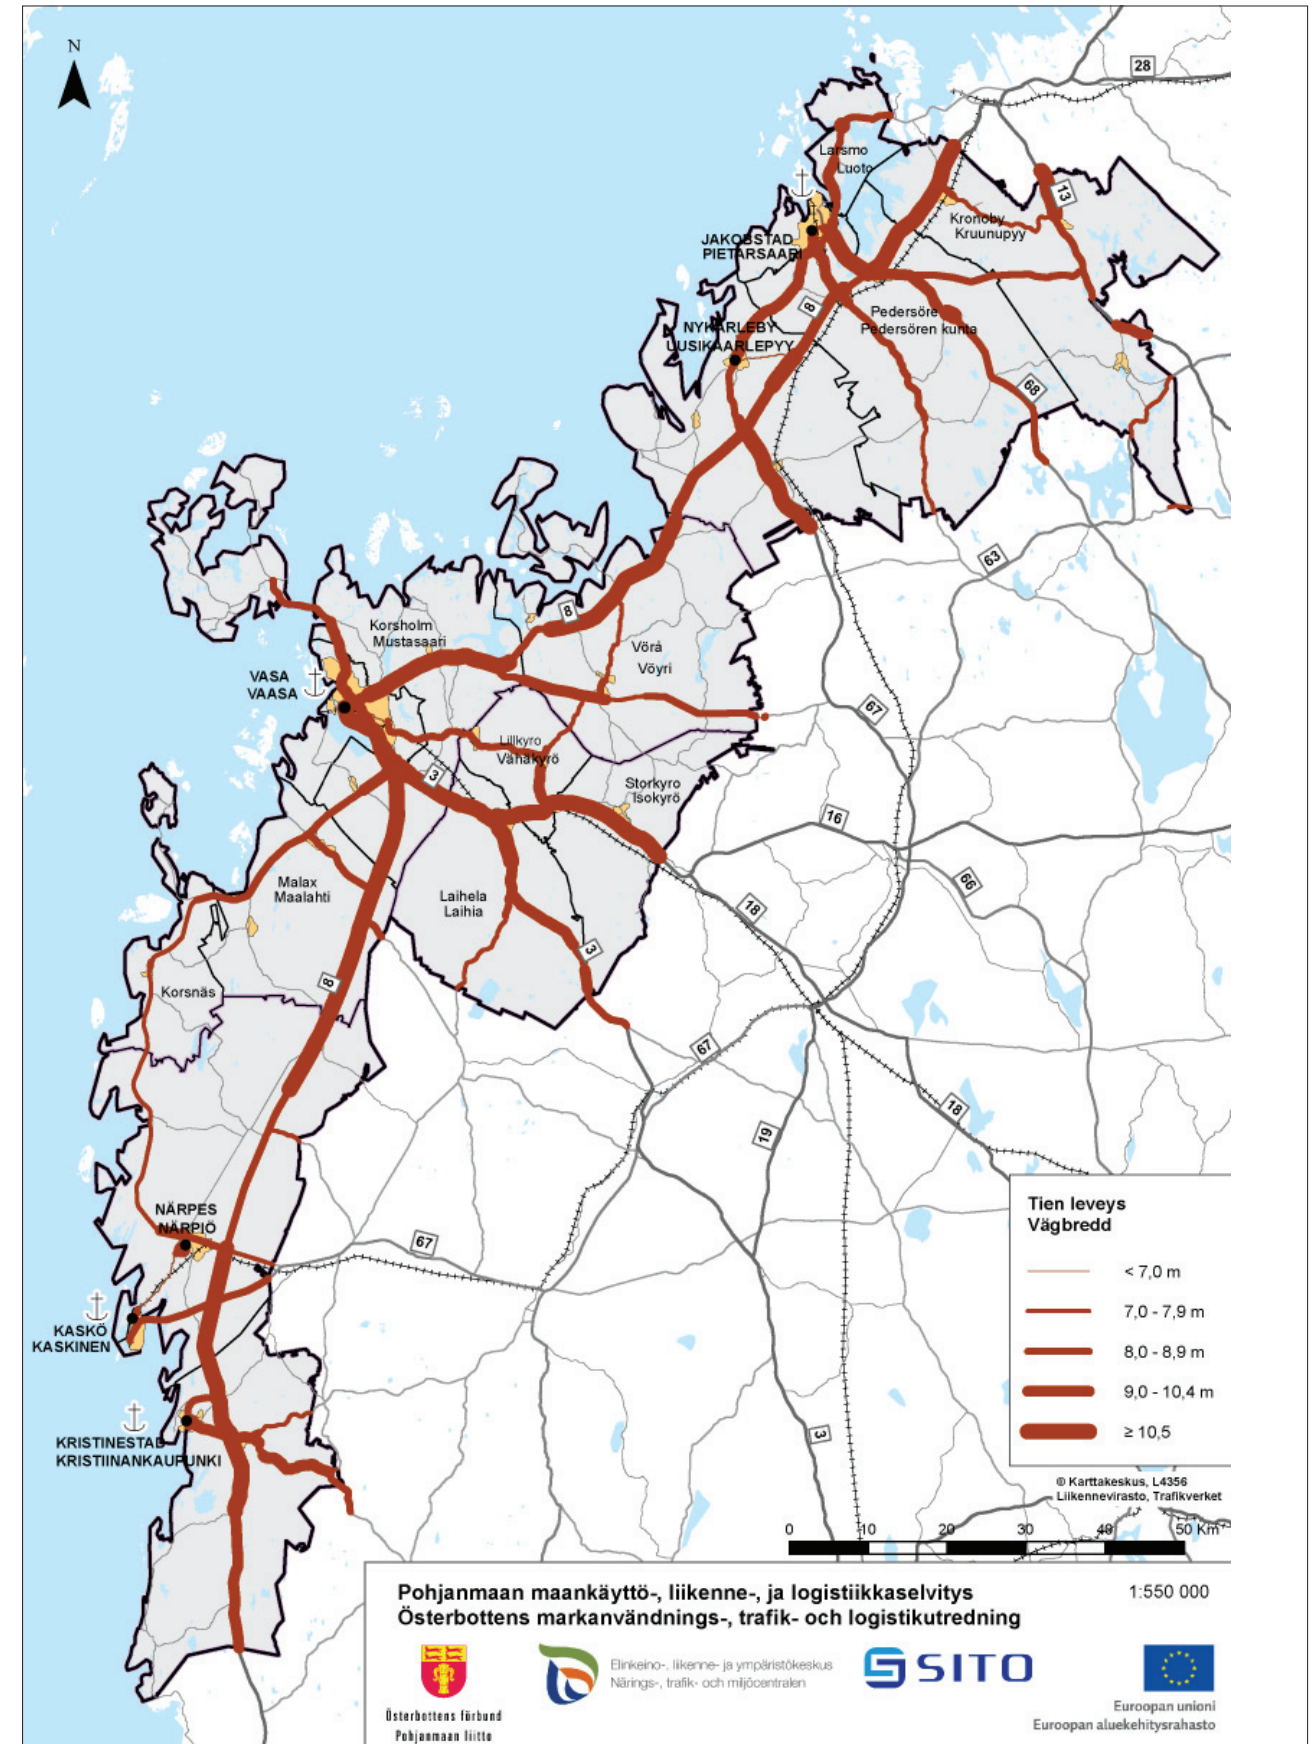 N
28
Larsmo
Luoto
13
Kronoby
Kruunupyy
JAKOBSTAD
PIETARSAARI
8
Pedersöre
Pedersören kunta
NYKARLEBY
UUSIKAARLEPYY
68
63
8
Korsholm
Mustasaari
Vörå
Vöyri
VASA
VAASA
67
Lillkyro
Vähäkyrö
3
Storkyro
Isokyrö
16
66
Malax
Maalahti
Laihela
Laihia
18
3
8
Korsnäs
67
18
19
NÄRPES
NÄRPIÖ
67
KASKÖ
KASKINEN
KRISTINESTAD
KRISTIINANKAUPUNKI
3
Tien leveys
Vägbredd
< 7,0 m
7,0 - 7,9 m
8,0 - 8,9 m
9,0 - 10,4 m
≥ 10,5
© Karttakeskus, L4356
Liikennevirasto, Trafikverket
0 10 20 30 40 50 Km
Pohjanmaan maankäyttö-, liikenne-, ja logistiikkaselvitys
Österbottens markanvändnings-, trafik- och logistikutredning
1:550 000
Österbottens förbund
Pohjanmaan liitto
Elinkeino-, liikenne- ja ympäristökeskus
Närings-, trafik- och miljöcentralen
SITO
Euroopan unioni
Euroopan aluekehitysrahasto